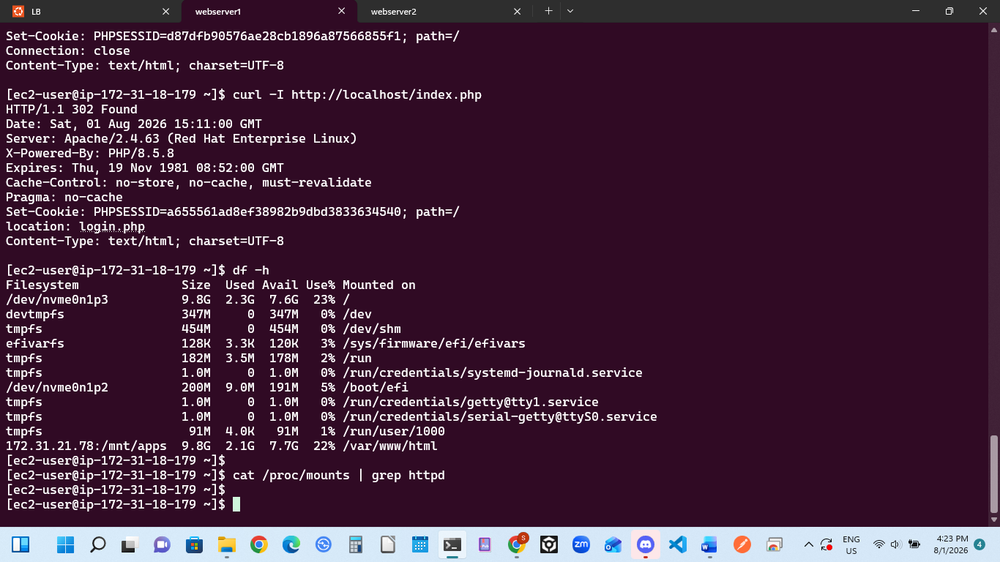 LB
webserver1
webserver2
Set-Cookie: PHPSESSID=d87dfb90576ae28cb1896a87566855f1; path=/
Connection: close
Content-Type: text/html; charset=UTF-8
[ec2-user@ip-172-31-18-179 ~]$ curl -I http://localhost/index.php
HTTP/1.1 302 Found
Date: Sat, 01 Aug 2026 15:11:00 GMT
Server: Apache/2.4.63 (Red Hat Enterprise Linux)
X-Powered-By: PHP/8.5.8
Expires: Thu, 19 Nov 1981 08:52:00 GMT
Cache-Control: no-store, no-cache, must-revalidate
Pragma: no-cache
Set-Cookie: PHPSESSID=a655561ad8ef38982b9dbd3833634540; path=/
location: login.php
Content-Type: text/html; charset=UTF-8
[ec2-user@ip-172-31-18-179 ~]$ df -h
Filesystem Size Used Avail Use% Mounted on
/dev/nvme0n1p3 9.8G 2.3G 7.6G 23% /
devtmpfs 347M 0 347M 0% /dev
tmpfs 454M 0 454M 0% /dev/shm
efivarfs 128K 3.3K 120K 3% /sys/firmware/efi/efivars
tmpfs 182M 3.5M 178M 2% /run
tmpfs 1.0M 0 1.0M 0% /run/credentials/systemd-journald.service
/dev/nvme0n1p2 200M 9.0M 191M 5% /boot/efi
tmpfs 1.0M 0 1.0M 0% /run/credentials/getty@tty1.service
tmpfs 1.0M 0 1.0M 0% /run/credentials/serial-getty@ttyS0.service
tmpfs 91M 4.0K 91M 1% /run/user/1000
172.31.21.78:/mnt/apps 9.8G 2.1G 7.7G 22% /var/www/html
[ec2-user@ip-172-31-18-179 ~]$
[ec2-user@ip-172-31-18-179 ~]$ cat /proc/mounts | grep httpd
[ec2-user@ip-172-31-18-179 ~]$
[ec2-user@ip-172-31-18-179 ~]$
S
zm
ENG
US
4:23 PM
8/1/2026
4